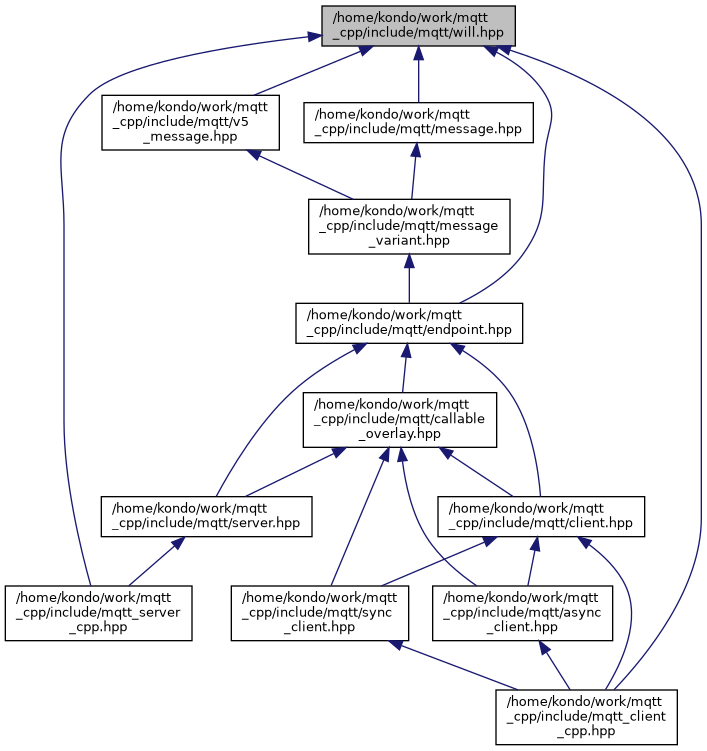 /home/kondo/work/mqtt
_cpp/include/mqtt/will.hpp
/home/kondo/work/mqtt
_cpp/include/mqtt/v5
_message.hpp
/home/kondo/work/mqtt
_cpp/include/mqtt/message.hpp
/home/kondo/work/mqtt
_cpp/include/mqtt/message
_variant.hpp
/home/kondo/work/mqtt
_cpp/include/mqtt/endpoint.hpp
/home/kondo/work/mqtt
_cpp/include/mqtt/callable
_overlay.hpp
/home/kondo/work/mqtt
_cpp/include/mqtt/server.hpp
/home/kondo/work/mqtt
_cpp/include/mqtt/client.hpp
/home/kondo/work/mqtt
_cpp/include/mqtt_server
_cpp.hpp
/home/kondo/work/mqtt
_cpp/include/mqtt/sync
_client.hpp
/home/kondo/work/mqtt
_cpp/include/mqtt/async
_client.hpp
/home/kondo/work/mqtt
_cpp/include/mqtt_client
_cpp.hpp